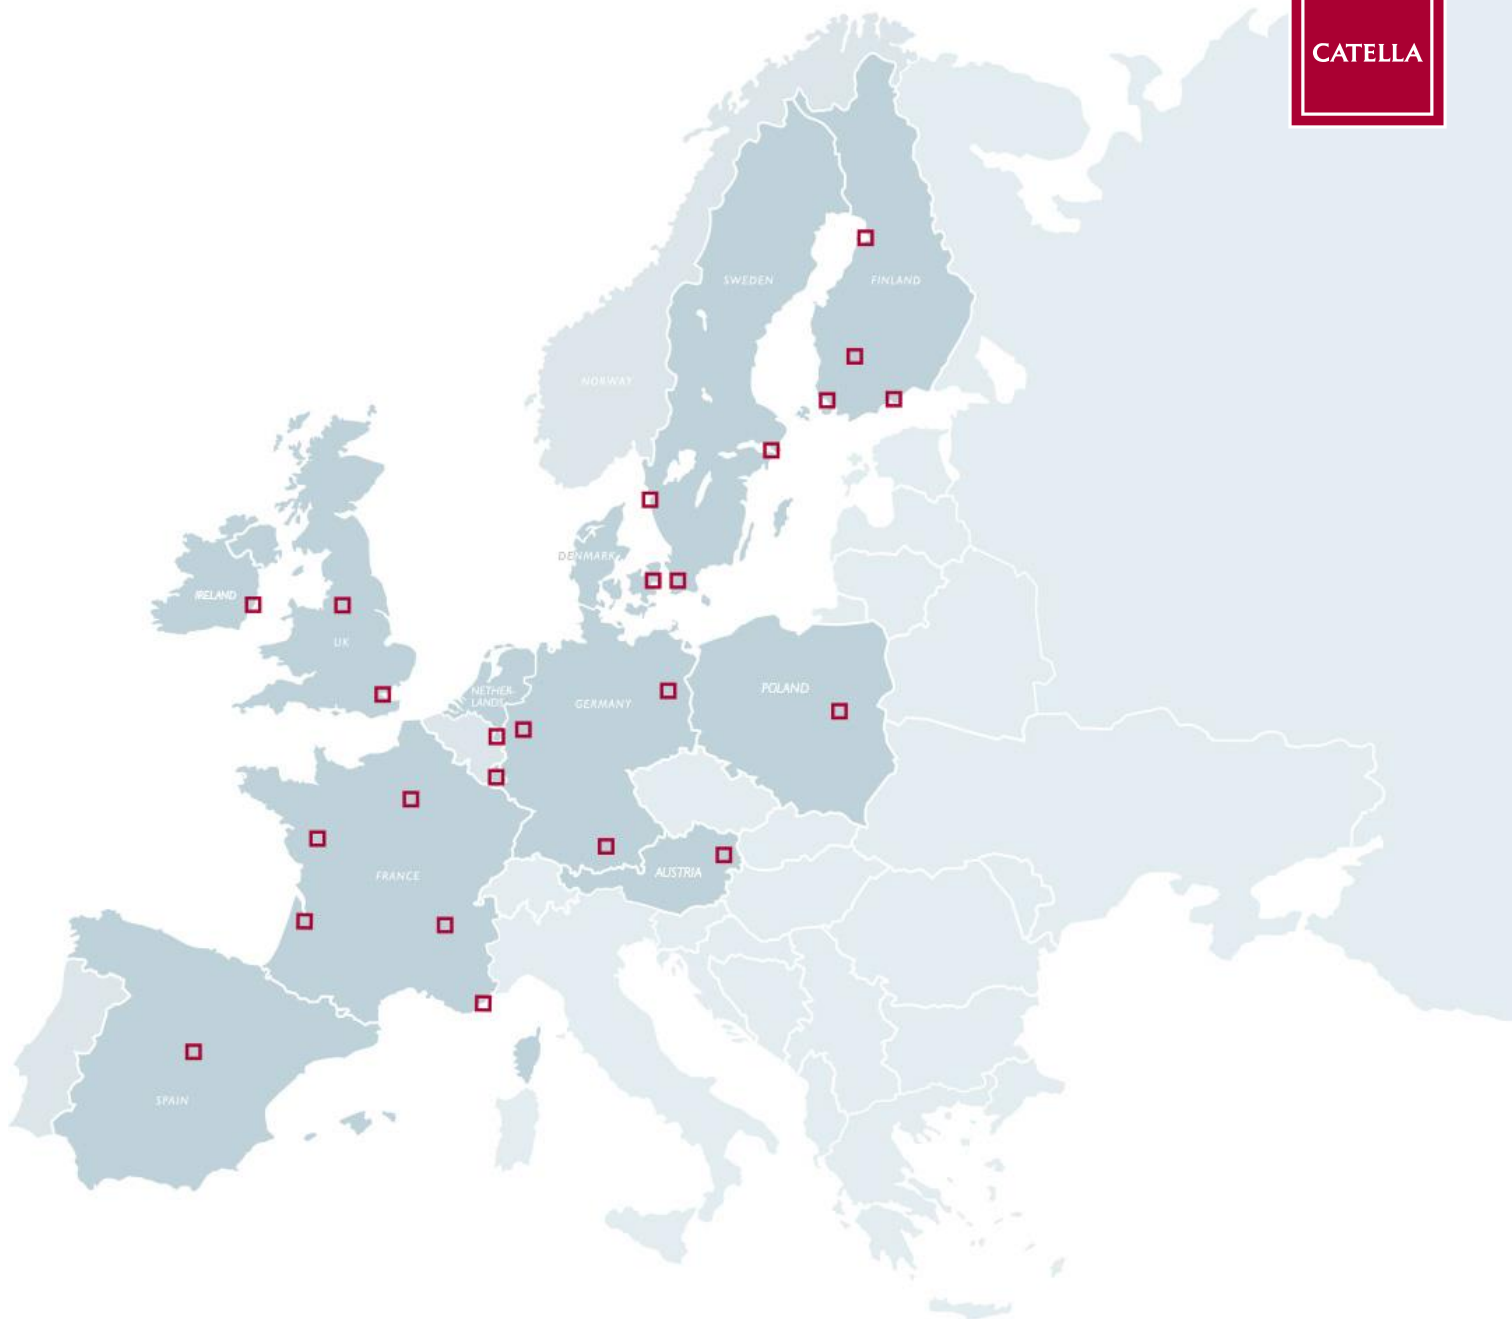 CATELLA
SWEDEN
FINLAND
NORWAY
DENMARK
IRELAND
UK
NETHER-
LANDS
GERMANY
POLAND
FRANCE
AUSTRIA
SPAIN